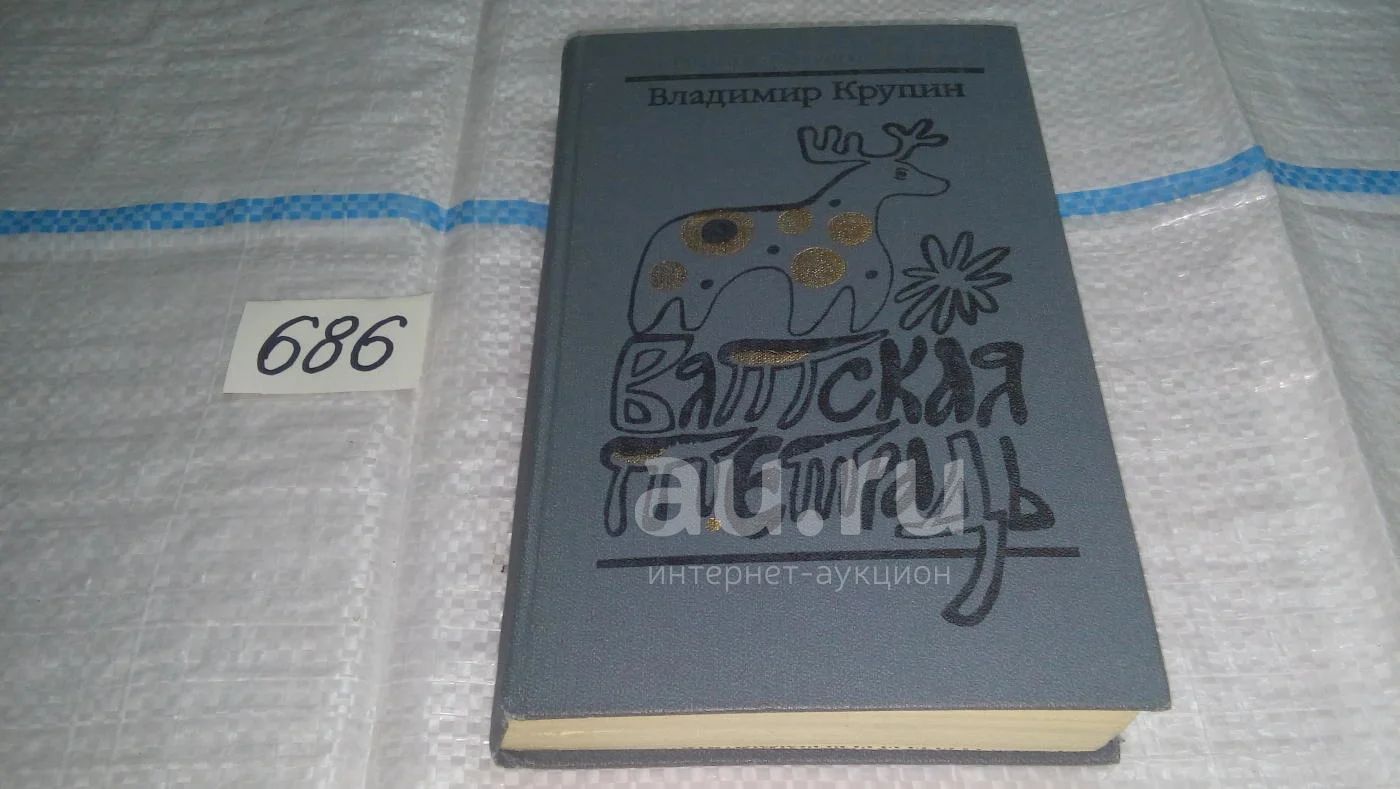 Владимир Крупин
686
Вятская
тетрадь
au.ru
интернет-аукцион